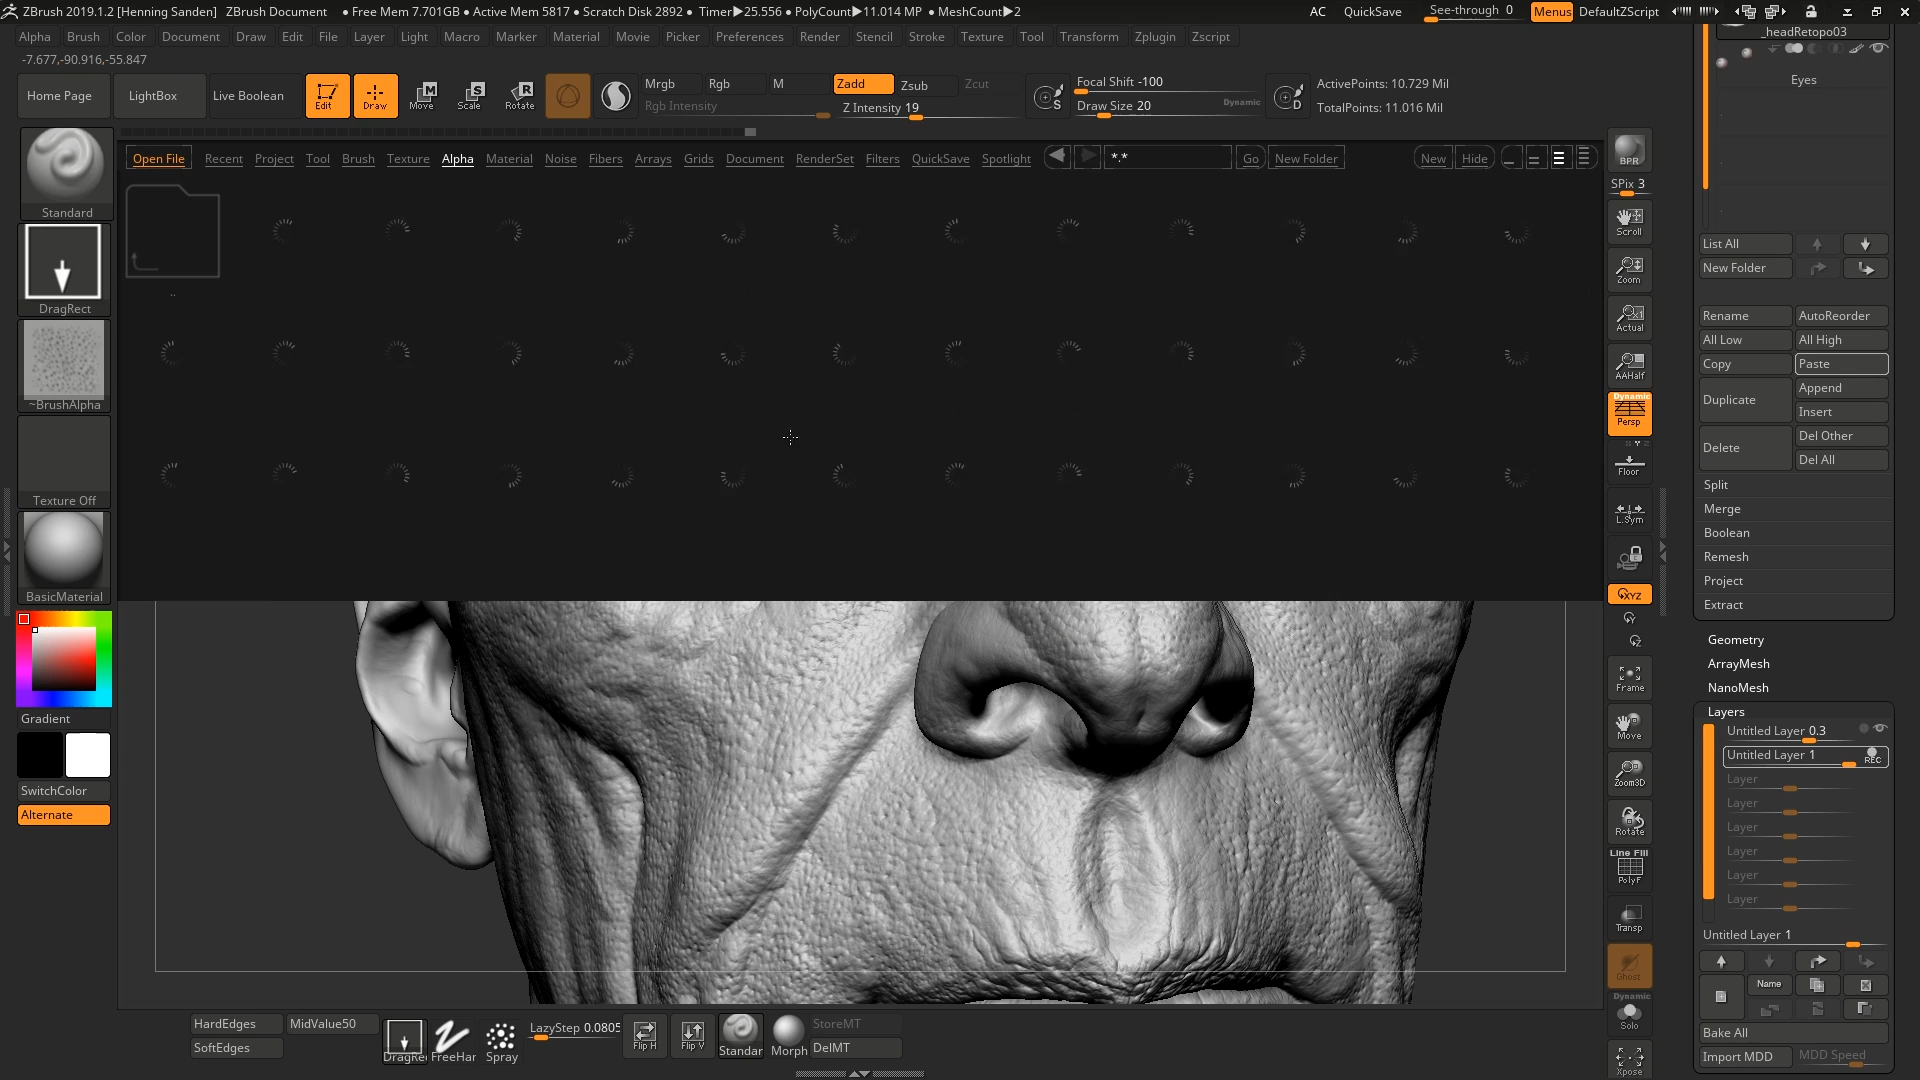 ZBrush 2019.1.2 [Henning Sanden] ZBrush Document ● Free Mem 7.701GB ● Active Mem 5817 ● Scratch Disk 2892 ● Timer▶25.556 ● PolyCount▶11.014 MP ● MeshCount▶2 AC QuickSave See-through 0 Menus DefaultZScript
Alpha Brush Color Document Draw Edit File Layer Light Macro Marker Material Movie Picker Preferences Render Stencil Stroke Texture Tool Transform Zplugin Zscript
-7.677,-90.916,-55.847
Home Page LightBox Live Boolean Edit Draw Move Scale Rotate
Mrgb Rgb M Zadd Zsub Zcut
Rgb Intensity Z Intensity 19
Focal Shift -100
Draw Size 20 Dynamic
ActivePoints: 10.729 Mil
TotalPoints: 11.016 Mil
Open File Recent Project Tool Brush Texture Alpha Material Noise Fibers Arrays Grids Document RenderSet Filters QuickSave Spotlight *.* Go New Folder New Hide
..
Standard
DragRect
~BrushAlpha
Texture Off
BasicMaterial
Gradient
SwitchColor
Alternate
BPR
SPix 3
Scroll
Zoom
Actual
AAHalf
Dynamic
Persp
Floor
L.Sym
XYZ
Frame
Move
Zoom3D
Rotate
Line Fill
PolyF
Transp
Ghost
Dynamic
Solo
Xpose
_headRetopo03
Eyes
List All
New Folder
Rename AutoReorder
All Low All High
Copy Paste
Duplicate Append
Insert
Delete Del Other
Del All
Split
Merge
Boolean
Remesh
Project
Extract
Geometry
ArrayMesh
NanoMesh
Layers
Untitled Layer 0.3
Untitled Layer 1 REC
Layer
Layer
Layer
Layer
Layer
Layer
Untitled Layer 1
Name
Bake All
Import MDD MDD Speed
HardEdges MidValue50
SoftEdges
DragRe FreeHar Spray
LazyStep 0.0805
Flip H Flip V Standar Morph
StoreMT
DelMT